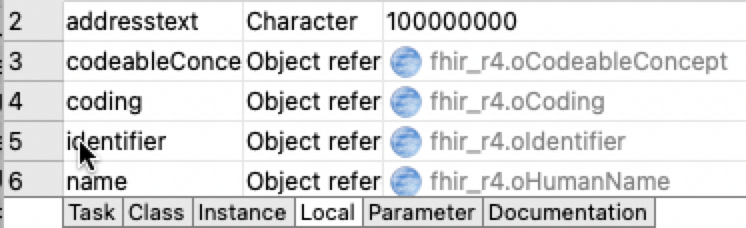 2 addresstext Character 100000000
3 codeableConce Object refer fhir_r4.oCodeableConcept
4 coding Object refer fhir_r4.oCoding
5 identifier Object refer fhir_r4.oIdentifier
6 name Object refer fhir_r4.oHumanName
Task Class Instance Local Parameter Documentation